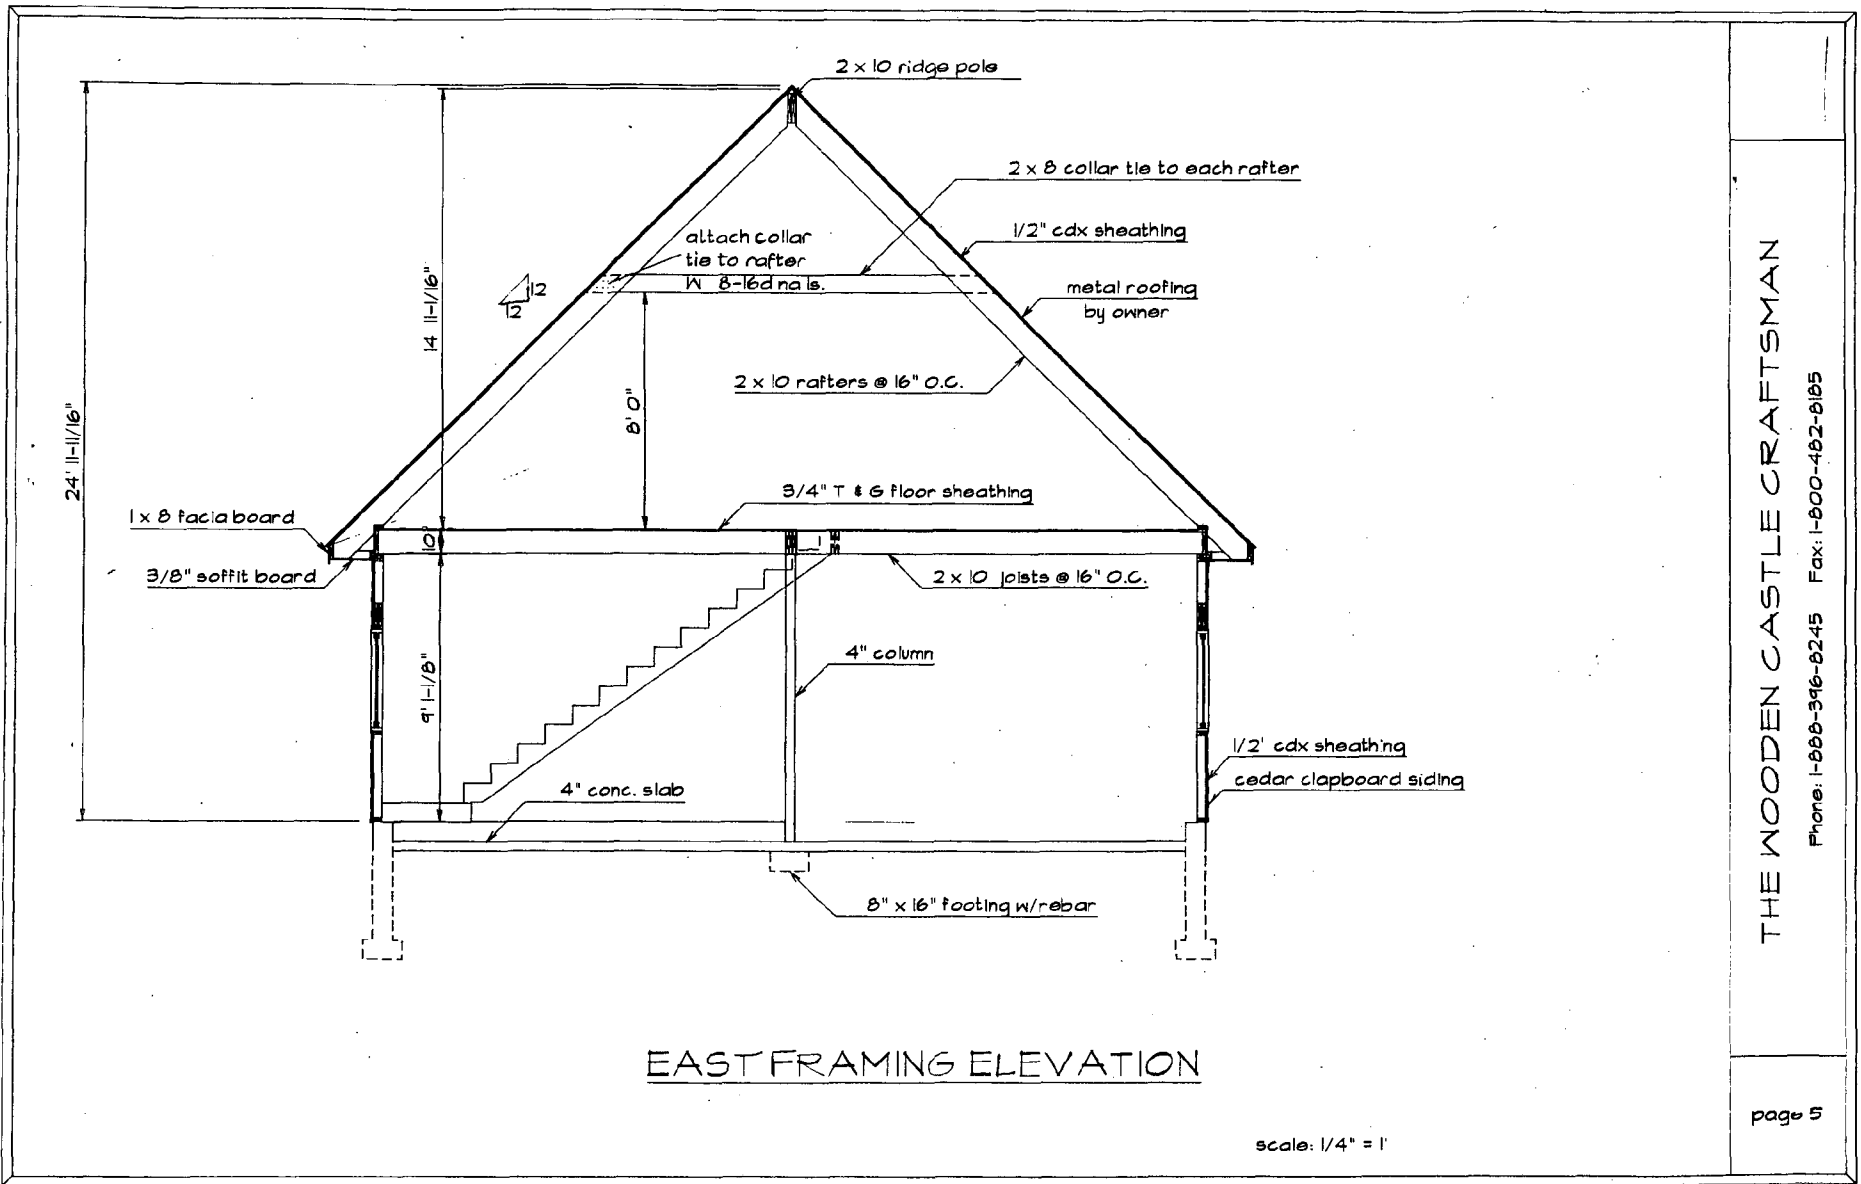 2 x 10 ridge pole
2 x 8 collar tie to each rafter
1/2" cdx sheathing
attach collar
tie to rafter
W 8-16d na ls.
metal roofing
by owner
12
12
14' 11-1/16"
2 x 10 rafters @ 16" O.C.
8' 0"
24' 11-11/16"
3/4" T & G floor sheathing
1 x 8 facia board
10"
3/8" soffit board
2 x 10 joists @ 16" O.C.
4" column
9' 1-1/8"
1/2' cdx sheathing
cedar clapboard siding
4" conc. slab
8" x 16" footing w/rebar
EAST FRAMING ELEVATION
scale: 1/4" = 1'
THE WOODEN CASTLE CRAFTSMAN
Phone: 1-888-396-8245 Fax: 1-800-482-8185
page 5